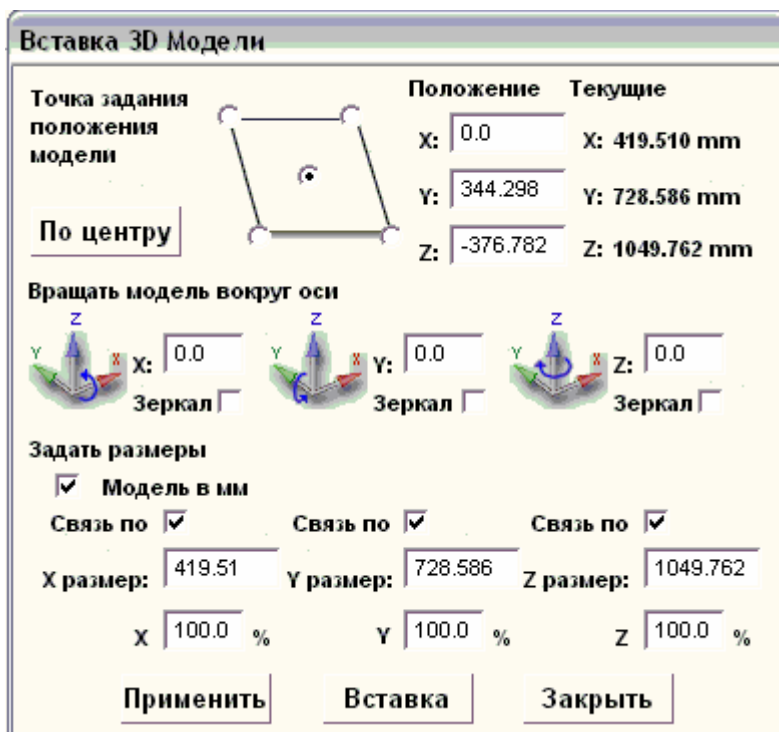 Вставка 3D Модели
Точка задания
положения
модели
По центру
Положение Текущие
X: 0.0 X: 419.510 mm
Y: 344.298 Y: 728.586 mm
Z: -376.782 Z: 1049.762 mm
Вращать модель вокруг оси
Z Y X X: 0.0 Z Y X Y: 0.0 Z Y X Z: 0.0
Зеркал Зеркал Зеркал
Задать размеры
Модель в мм
Связь по Связь по Связь по
X размер: 419.51 Y размер: 728.586 Z размер: 1049.762
X 100.0 % Y 100.0 % Z 100.0 %
Применить Вставка Закрыть